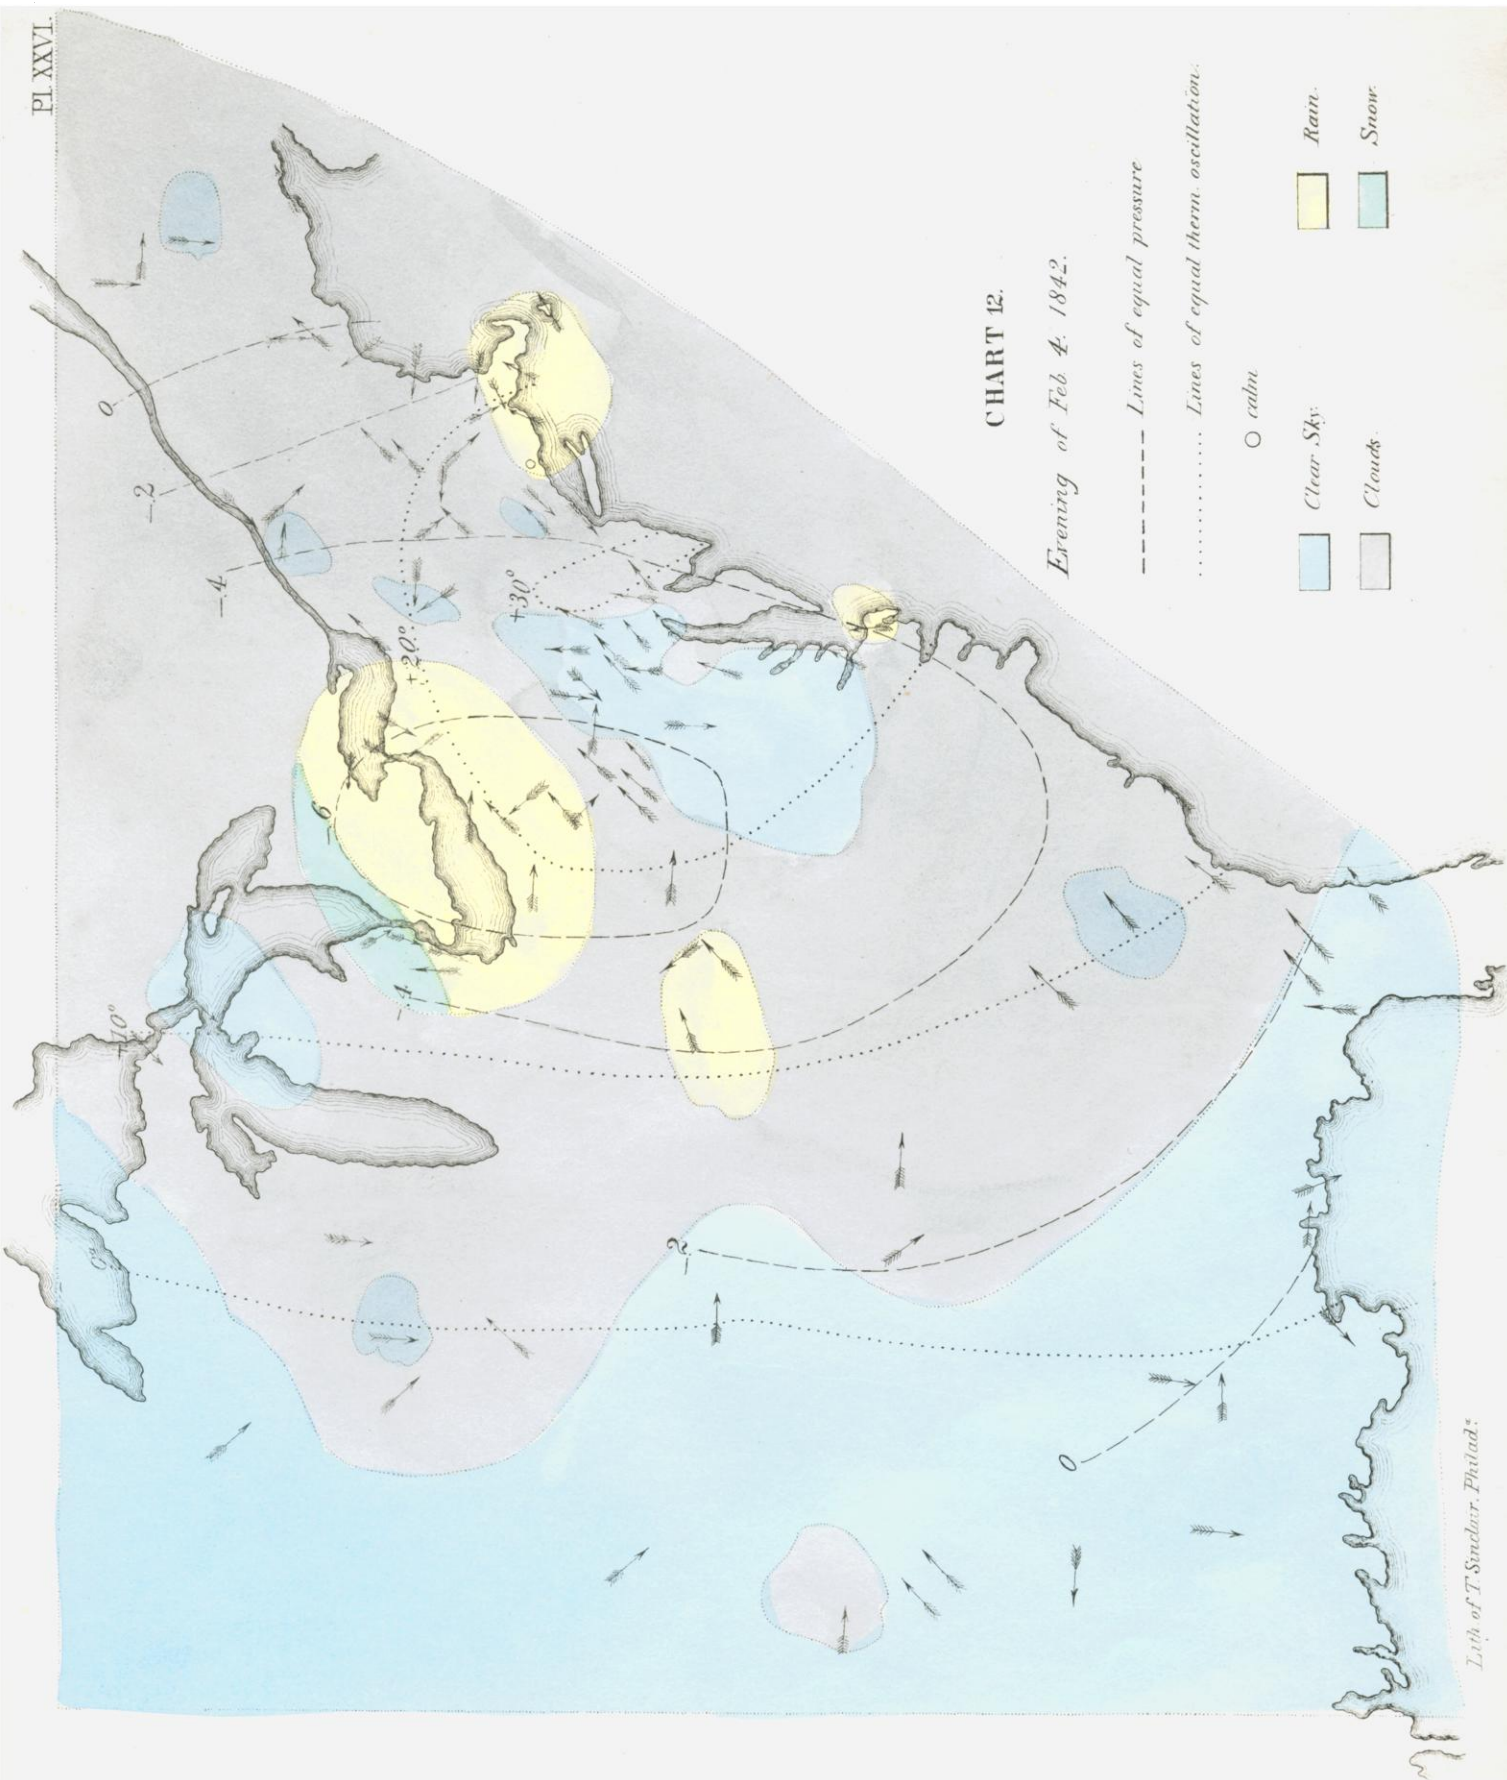 Pl. XXVI.
0
—.2
—.4
+30°
+20°
—.6
—.4
+10°
0°
—.2
0
CHART 12.
Evening of Feb. 4. 1842.
Lines of equal pressure
Lines of equal therm. oscillation.
calm
Clear Sky.
Rain.
Clouds.
Snow.
Lith of T. Sinclair. Philadª.